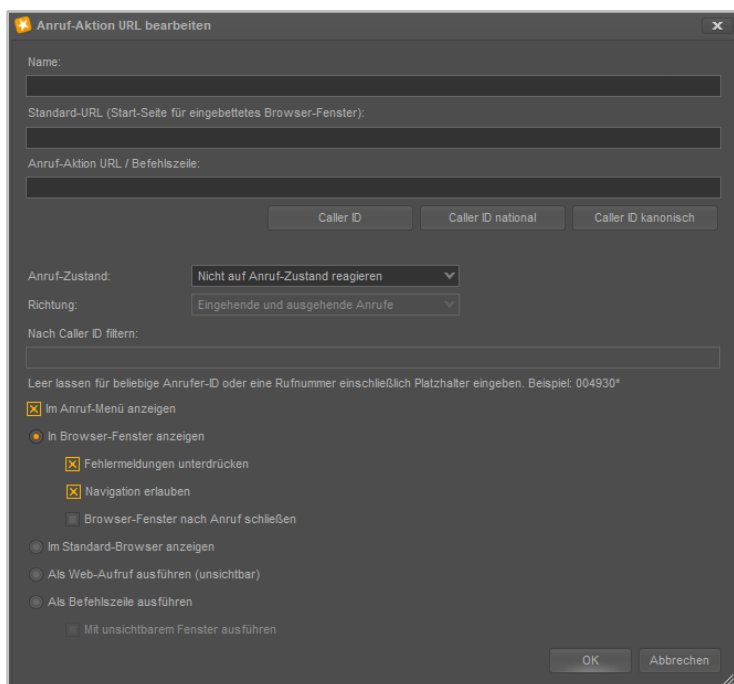 Anruf-Aktion URL bearbeiten
Name:
Standard-URL (Start-Seite für eingebettetes Browser-Fenster):
Anruf-Aktion URL / Befehlszeile:
Caller ID Caller ID national Caller ID kanonisch
Anruf-Zustand: Nicht auf Anruf-Zustand reagieren
Richtung: Eingehende und ausgehende Anrufe
Nach Caller ID filtern:
Leer lassen für beliebige Anrufer-ID oder eine Rufnummer einschließlich Platzhalter eingeben. Beispiel: 004930*
Im Anruf-Menü anzeigen
In Browser-Fenster anzeigen
Fehlermeldungen unterdrücken
Navigation erlauben
Browser-Fenster nach Anruf schließen
Im Standard-Browser anzeigen
Als Web-Aufruf ausführen (unsichtbar)
Als Befehlszeile ausführen
Mit unsichtbarem Fenster ausführen
OK Abbrechen